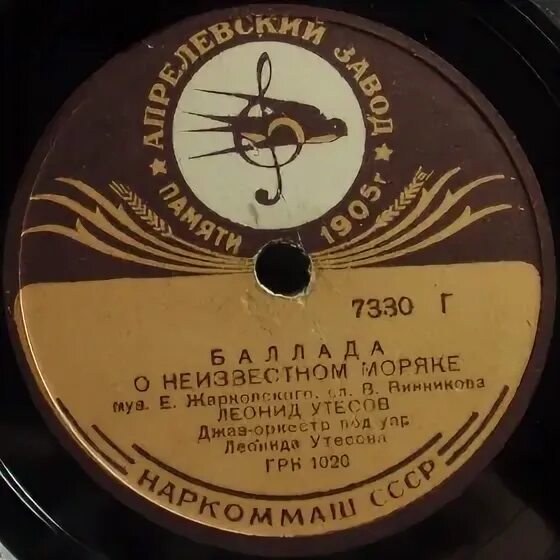 АПРЕЛЕВСКИЙ ЗАВОД
ПАМЯТИ 1905 г
7330 Г
БАЛЛАДА
О НЕИЗВЕСТНОМ МОРЯКЕ
муз. Е. Жарковского, сл. В. Винникова
ЛЕОНИД УТЕСОВ
Джаз-оркестр под упр.
Леонида Утесова
ГРК 1020
НАРКОММАШ СССР